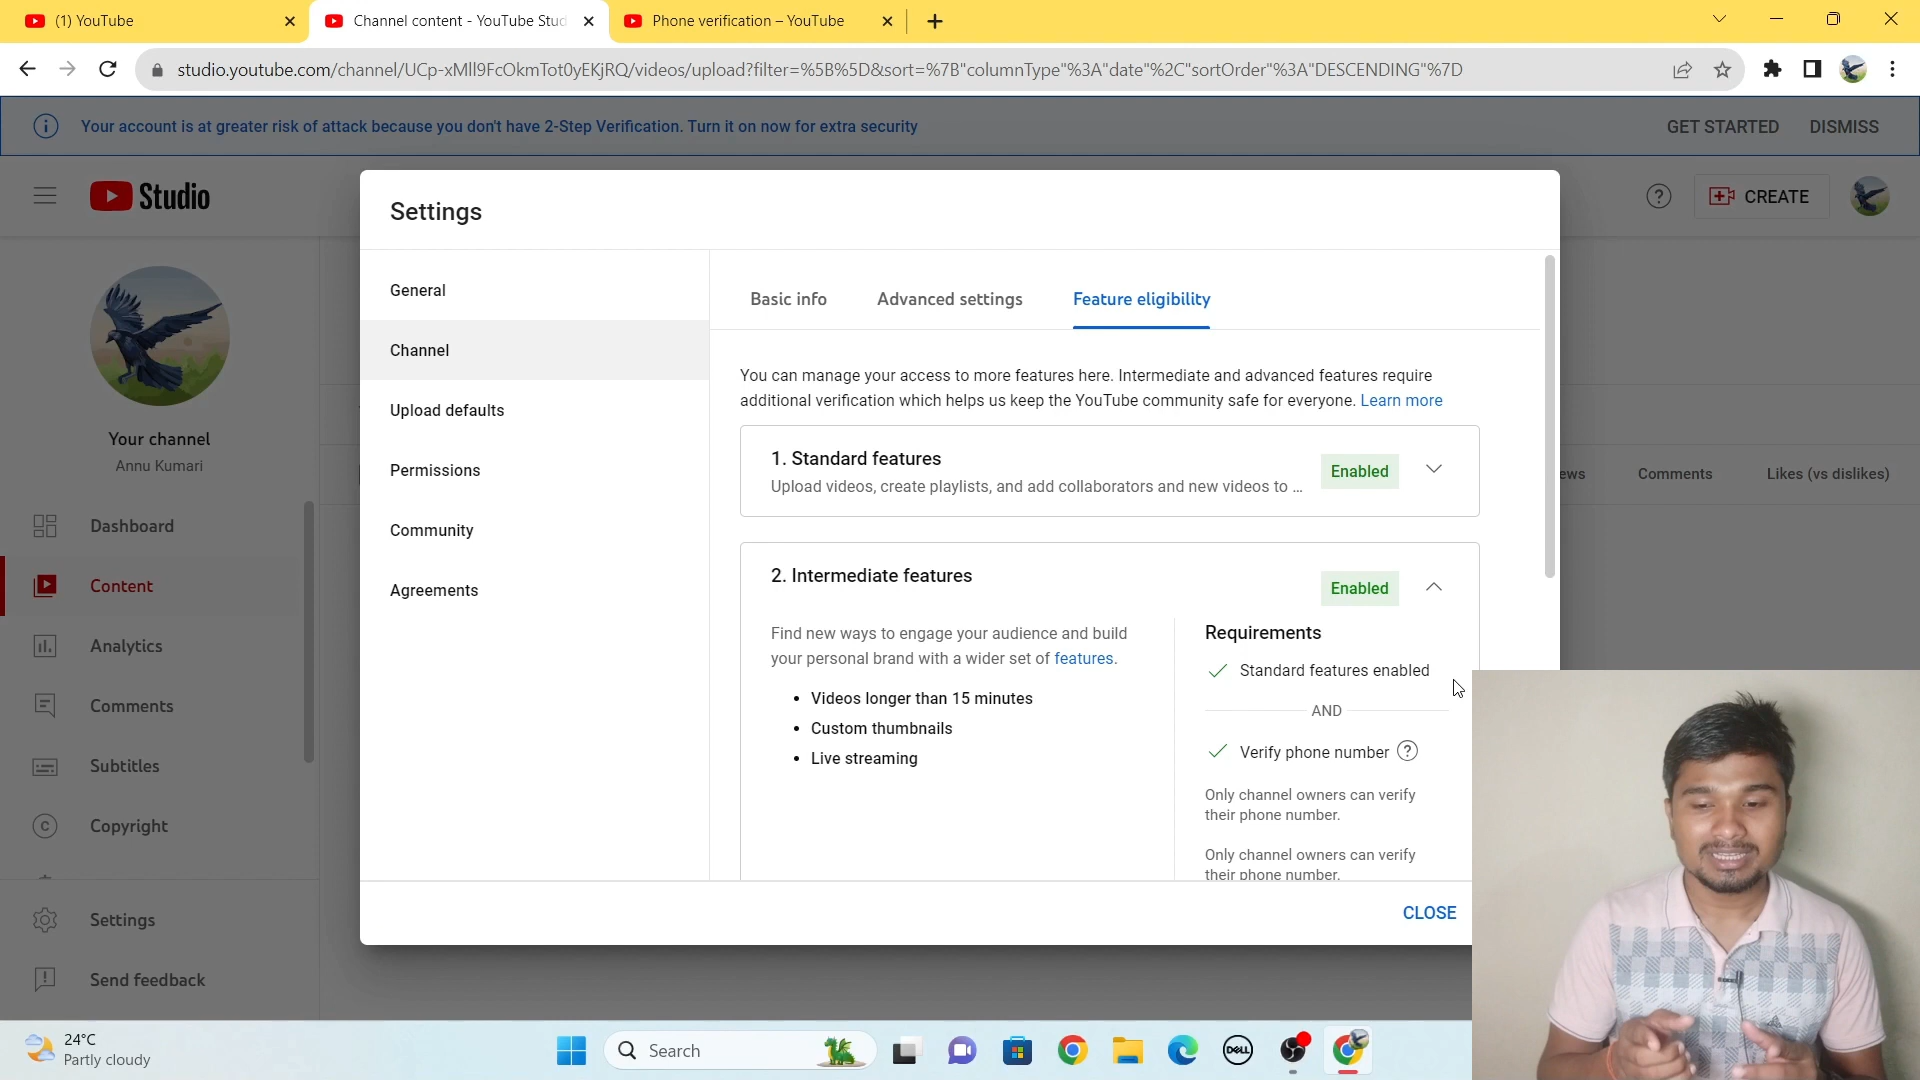 (1) YouTube
Channel content - YouTube Stud
Phone verification – YouTube
studio.youtube.com/channel/UCp-xMll9FcOkmTot0yEKjRQ/videos/upload?filter=%5B%5D&sort=%7B"columnType"%3A"date"%2C"sortOrder"%3A"DESCENDING"%7D
Your account is at greater risk of attack because you don't have 2-Step Verification. Turn it on now for extra security
GET STARTED
DISMISS
Studio
CREATE
Your channel
Annu Kumari
Dashboard
Content
Analytics
Comments
Subtitles
Copyright
Settings
Send feedback
Settings
General
Channel
Upload defaults
Permissions
Community
Agreements
Basic info
Advanced settings
Feature eligibility
You can manage your access to more features here. Intermediate and advanced features require
additional verification which helps us keep the YouTube community safe for everyone. Learn more
1. Standard features
Upload videos, create playlists, and add collaborators and new videos to ...
Enabled
2. Intermediate features
Enabled
Find new ways to engage your audience and build
your personal brand with a wider set of features.
• Videos longer than 15 minutes
• Custom thumbnails
• Live streaming
Requirements
Standard features enabled
AND
Verify phone number
Only channel owners can verify
their phone number.
Only channel owners can verify
their phone number.
CLOSE
ews
Comments
Likes (vs dislikes)
24°C
Partly cloudy
Search
DELL